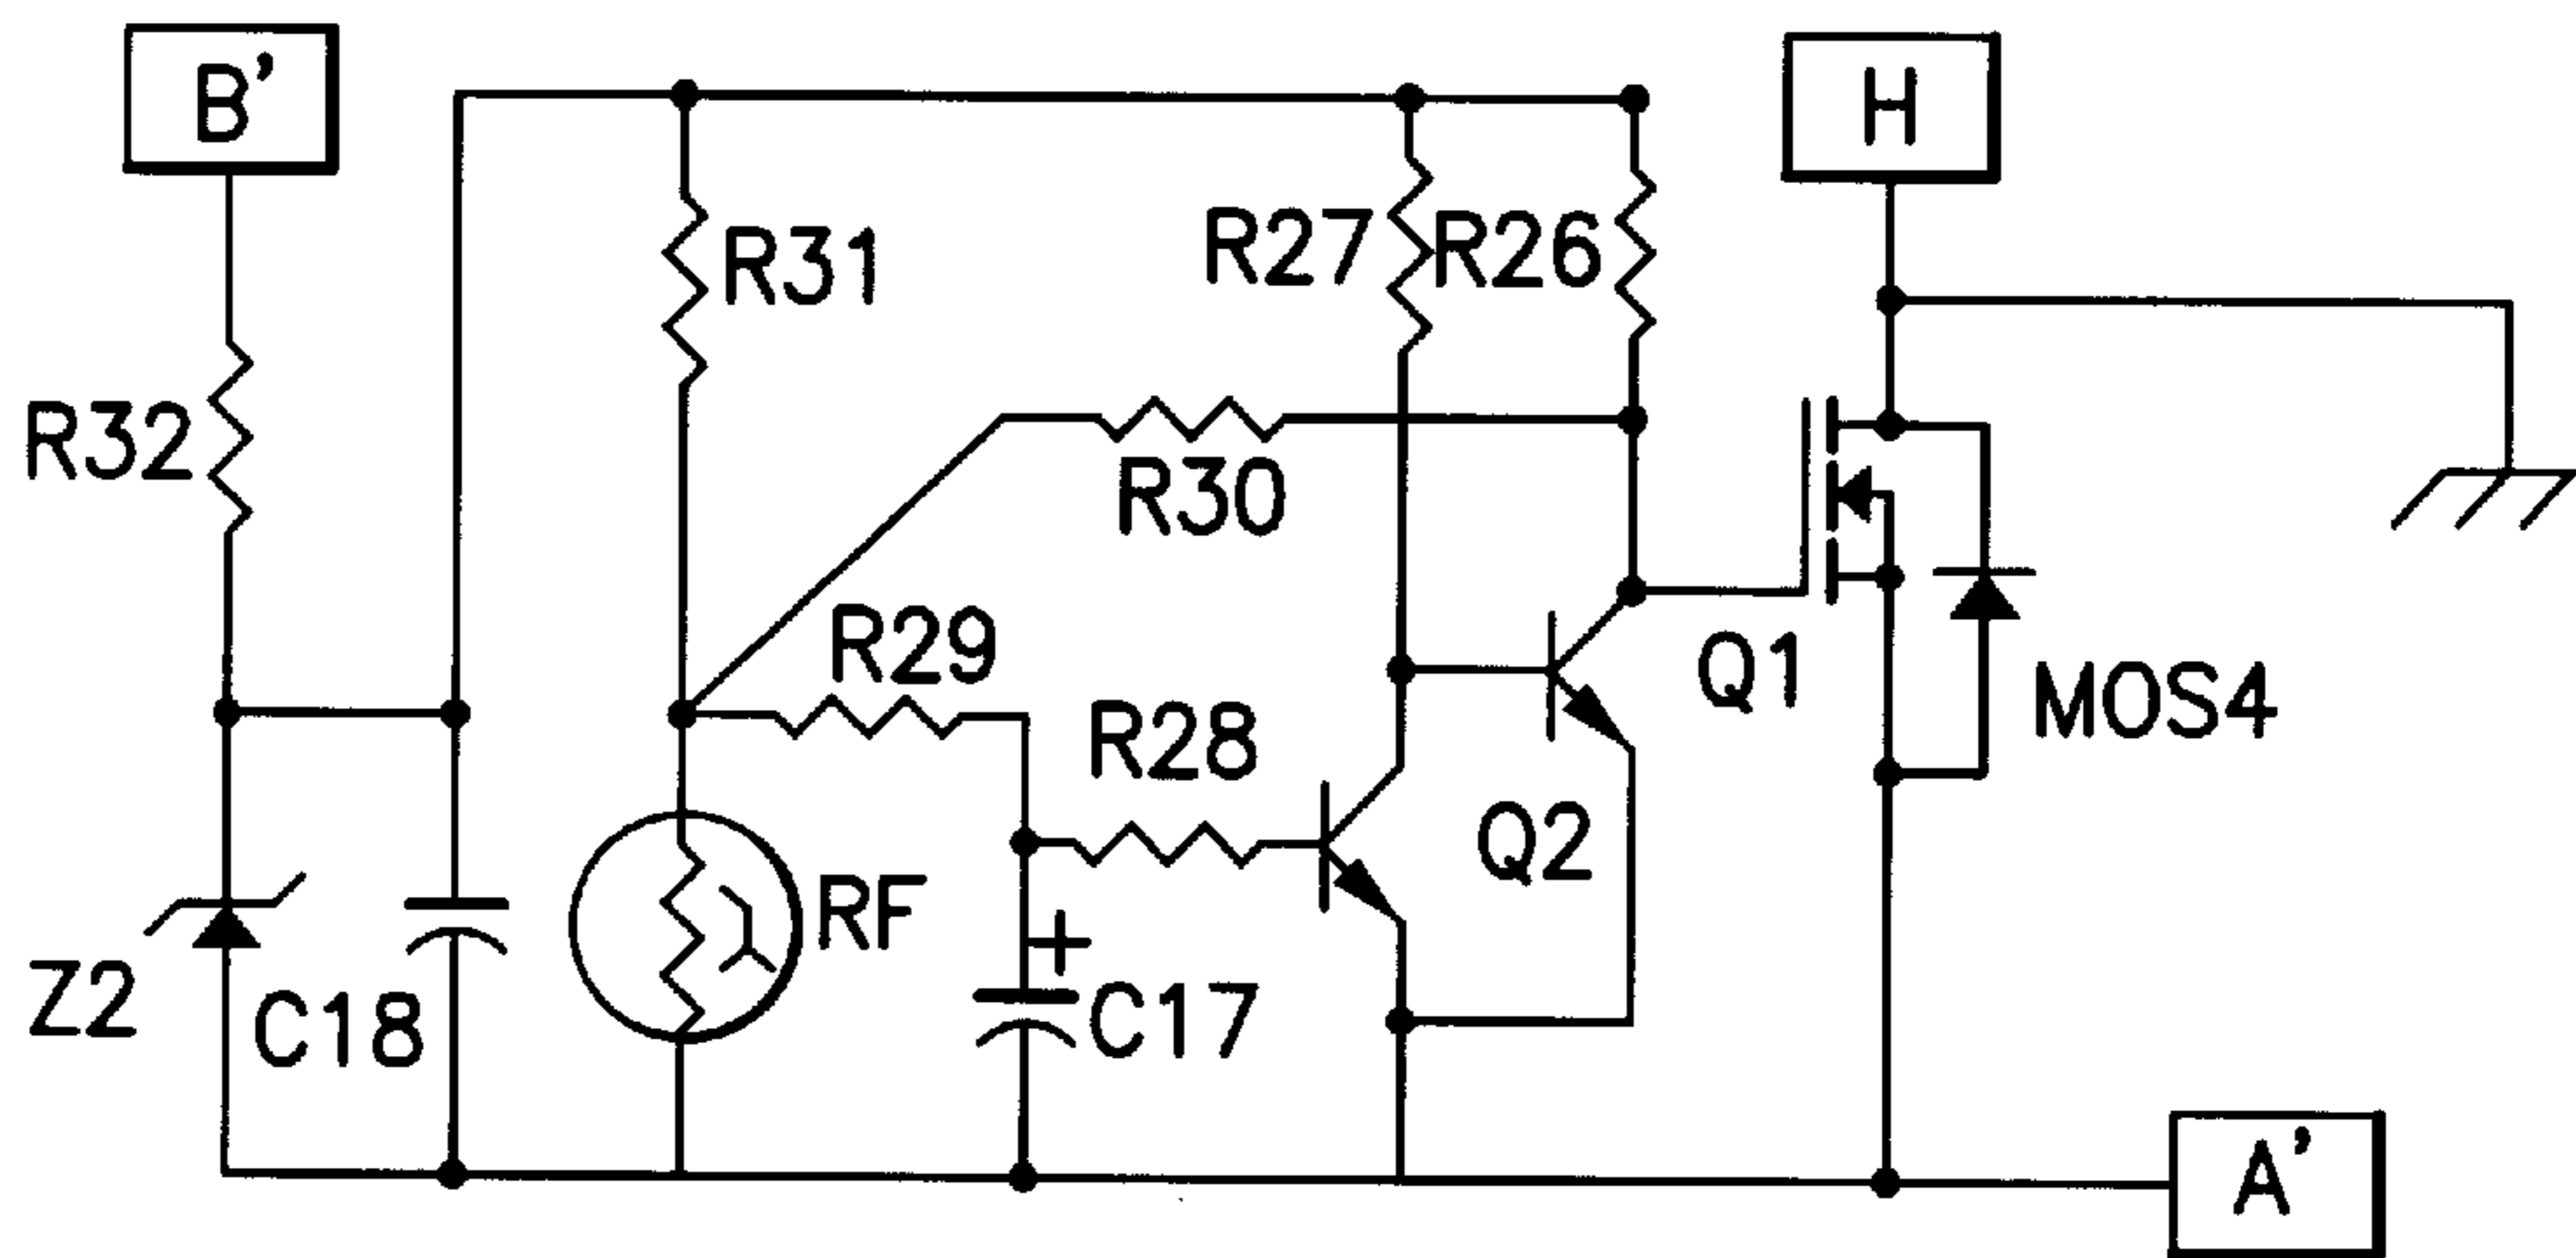 B’
H
R31
R27
R26
R32
R30
R29
Q1
R28
MOS4
Q2
RF
+
Z2
C18
C17
A’